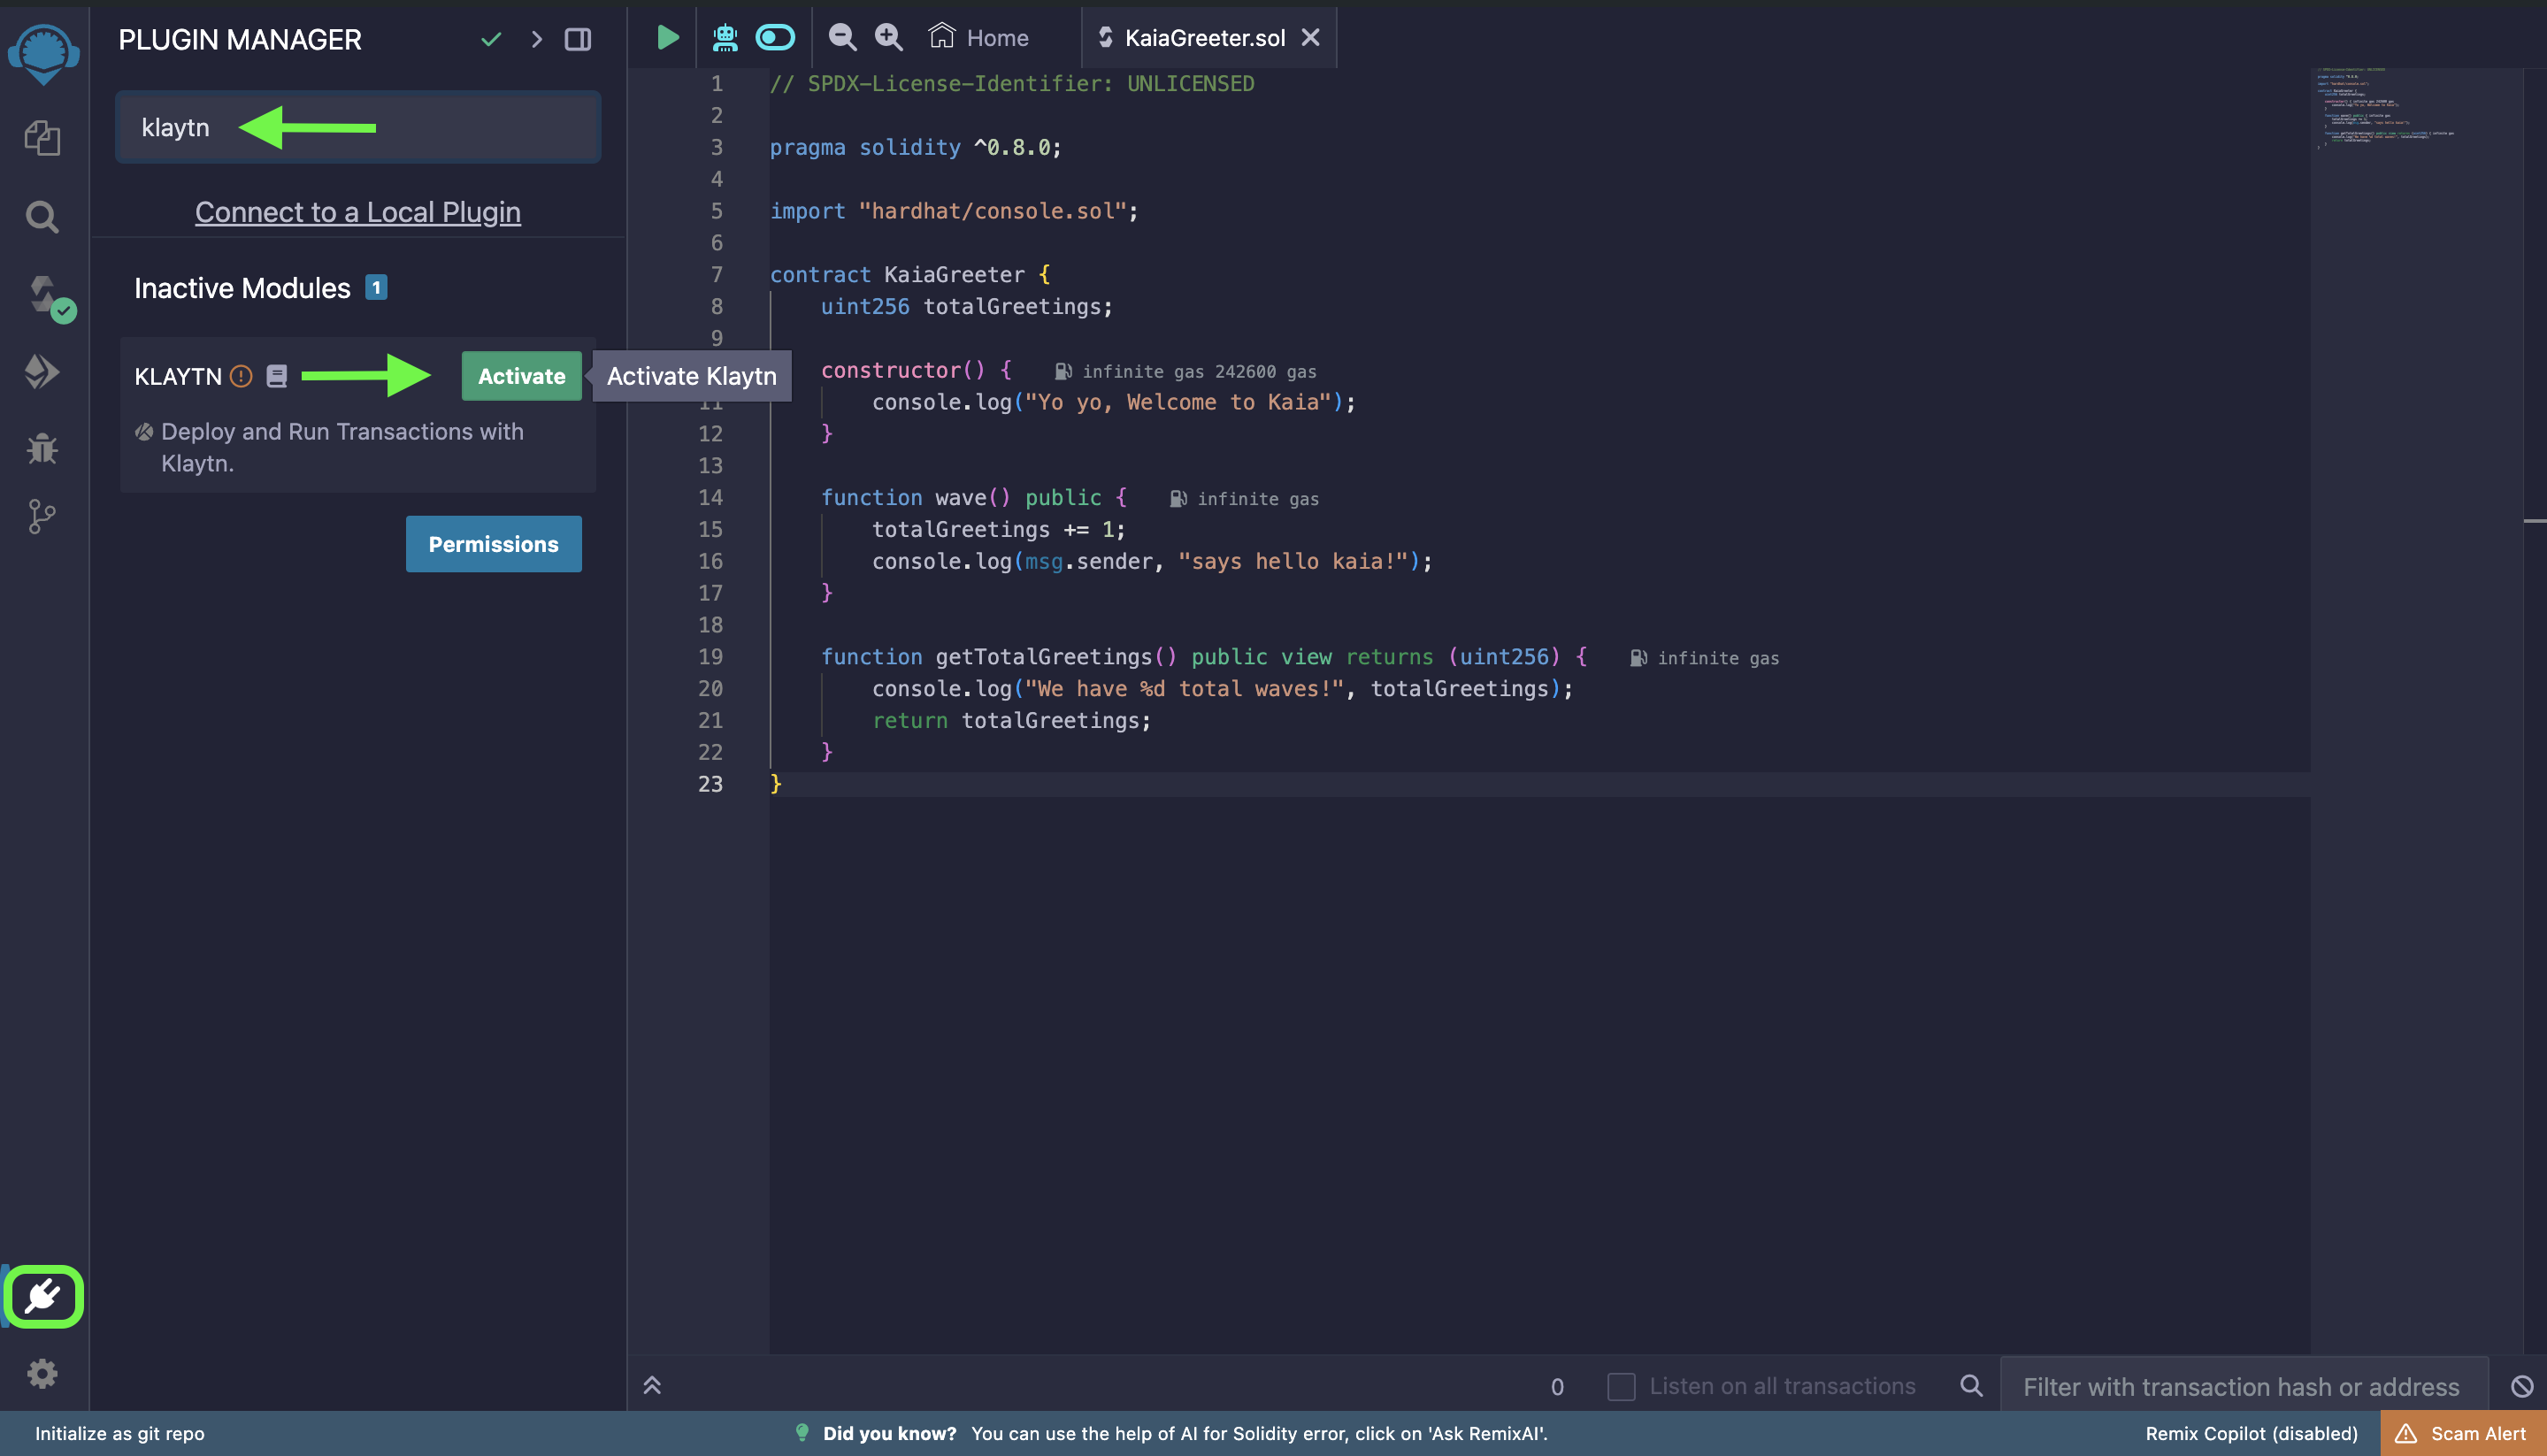 PLUGIN MANAGER
klaytn
Connect to a Local Plugin
Inactive Modules 1
KLAYTN
Activate
Activate Klaytn
Deploy and Run Transactions with
Klaytn.
Permissions
Home
KaiaGreeter.sol
1 // SPDX-License-Identifier: UNLICENSED
2
3 pragma solidity ^0.8.0;
4
5 import "hardhat/console.sol";
6
7 contract KaiaGreeter {
8 uint256 totalGreetings;
9
constructor() { infinite gas 242600 gas
11 console.log("Yo yo, Welcome to Kaia");
12 }
13
14 function wave() public { infinite gas
15 totalGreetings += 1;
16 console.log(msg.sender, "says hello kaia!");
17 }
18
19 function getTotalGreetings() public view returns (uint256) { infinite gas
20 console.log("We have %d total waves!", totalGreetings);
21 return totalGreetings;
22 }
23 }
0
Listen on all transactions
Filter with transaction hash or address
Initialize as git repo
Did you know? You can use the help of AI for Solidity error, click on 'Ask RemixAI'.
Remix Copilot (disabled)
Scam Alert